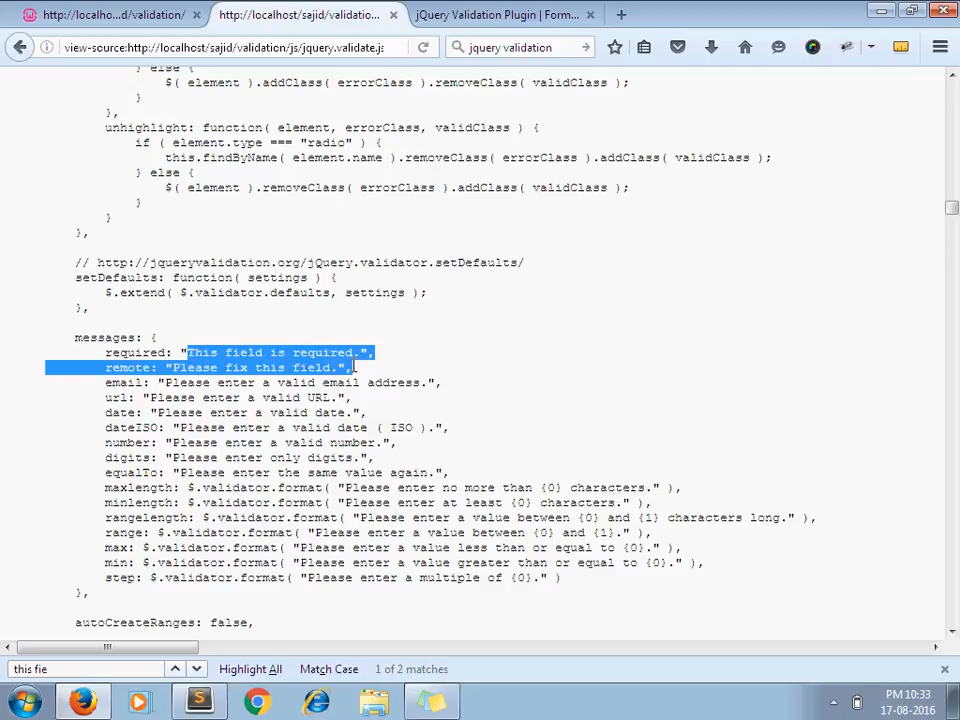 http://localhost/sajid/validation/js/jquery.validate.js
http://localhost/...d/validation/
http://localhost/sajid/validatio...
jQuery Validation Plugin | Form...
view-source:http://localhost/sajid/validation/js/jquery.validate.js
jquery validation
} else {
$( element ).addClass( errorClass ).removeClass( validClass );
}
},
unhighlight: function( element, errorClass, validClass ) {
if ( element.type === "radio" ) {
this.findByName( element.name ).removeClass( errorClass ).addClass( validClass );
} else {
$( element ).removeClass( errorClass ).addClass( validClass );
}
}
},
// http://jqueryvalidation.org/jQuery.validator.setDefaults/
setDefaults: function( settings ) {
$.extend( $.validator.defaults, settings );
},
messages: {
required: "This field is required.",
remote: "Please fix this field.",
email: "Please enter a valid email address.",
url: "Please enter a valid URL.",
date: "Please enter a valid date.",
dateISO: "Please enter a valid date ( ISO ).",
number: "Please enter a valid number.",
digits: "Please enter only digits.",
equalTo: "Please enter the same value again.",
maxlength: $.validator.format( "Please enter no more than {0} characters." ),
minlength: $.validator.format( "Please enter at least {0} characters." ),
rangelength: $.validator.format( "Please enter a value between {0} and {1} characters long." ),
range: $.validator.format( "Please enter a value between {0} and {1}." ),
max: $.validator.format( "Please enter a value less than or equal to {0}." ),
min: $.validator.format( "Please enter a value greater than or equal to {0}." ),
step: $.validator.format( "Please enter a multiple of {0}." )
},
autoCreateRanges: false,
this fie
Highlight All
Match Case
1 of 2 matches
PM 10:33
17-08-2016